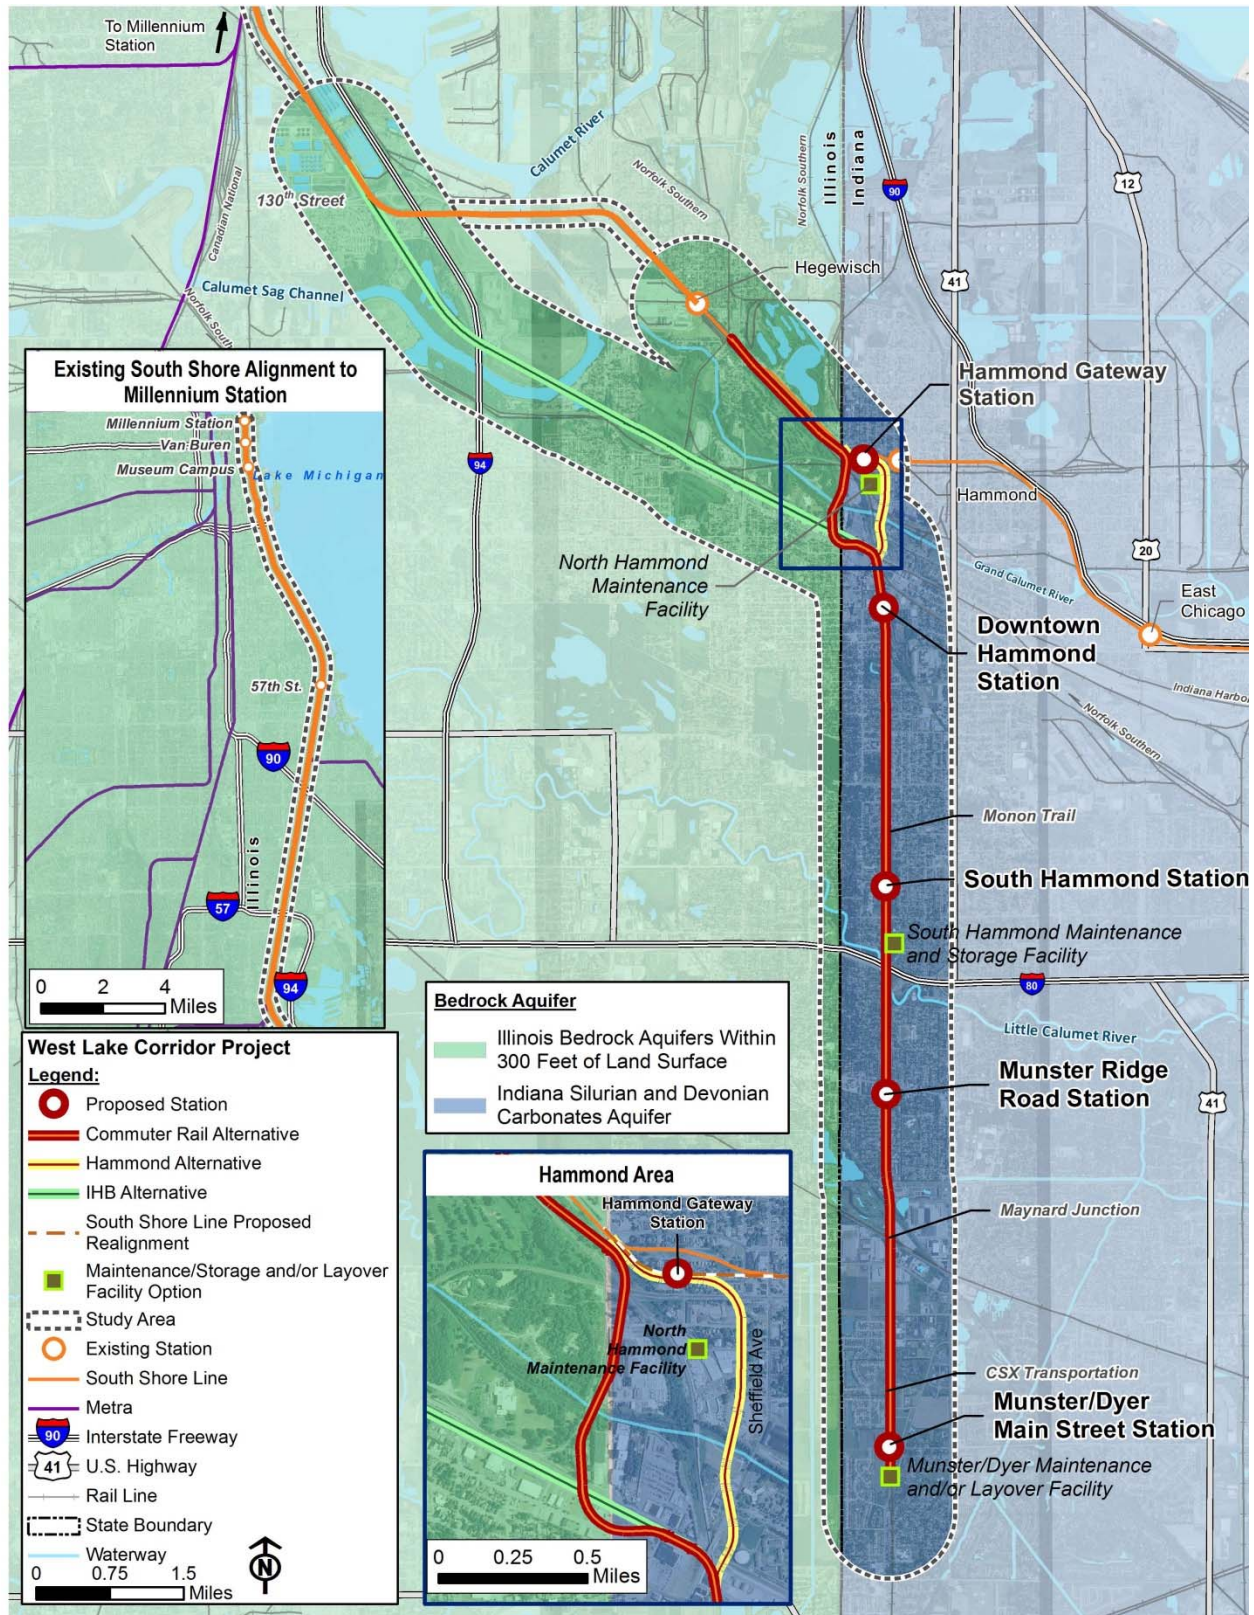 To Millennium
Station
Canadian National
130th Street
Calumet River
Norfolk Southern
Norfolk Southern
Illinois
Indiana
90
12
41
Hegewisch
Calumet Sag Channel
Norfolk South
94
Hammond Gateway
Station
Hammond
North Hammond
Maintenance
Facility
Grand Calumet River
20
East
Chicago
Downtown
Hammond
Station
Indiana Harbor
Norfolk Southern
Monon Trail
South Hammond Station
South Hammond Maintenance
and Storage Facility
80
Little Calumet River
Munster Ridge
Road Station
41
Maynard Junction
CSX Transportation
Munster/Dyer
Main Street Station
Munster/Dyer Maintenance
and/or Layover Facility
Existing South Shore Alignment to
Millennium Station
Millennium Station
Van Buren
Museum Campus
Lake Michigan
57th St.
90
Illinois
57
94
0 2 4
Miles
Bedrock Aquifer
Illinois Bedrock Aquifers Within
300 Feet of Land Surface
Indiana Silurian and Devonian
Carbonates Aquifer
West Lake Corridor Project
Legend:
Proposed Station
Commuter Rail Alternative
Hammond Alternative
IHB Alternative
South Shore Line Proposed
Realignment
Maintenance/Storage and/or Layover
Facility Option
Study Area
Existing Station
South Shore Line
Metra
90 Interstate Freeway
41 U.S. Highway
Rail Line
State Boundary
Waterway
0 0.75 1.5
Miles
N
Hammond Area
Hammond Gateway
Station
North
Hammond
Maintenance Facility
Sheffield Ave
0 0.25 0.5
Miles